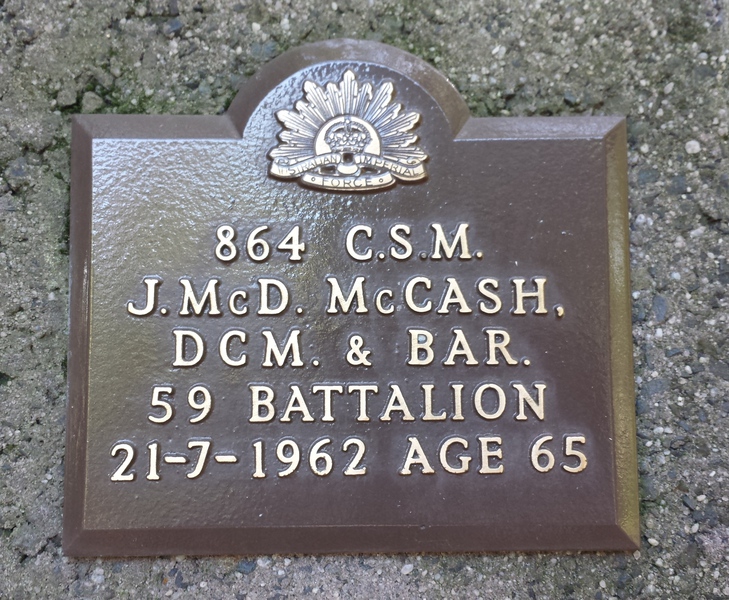 AUSTRALIAN IMPERIAL
FORCE
864 C.S.M.
J.McD. McCASH,
DCM. & BAR.
59 BATTALION
21-7-1962 AGE 65